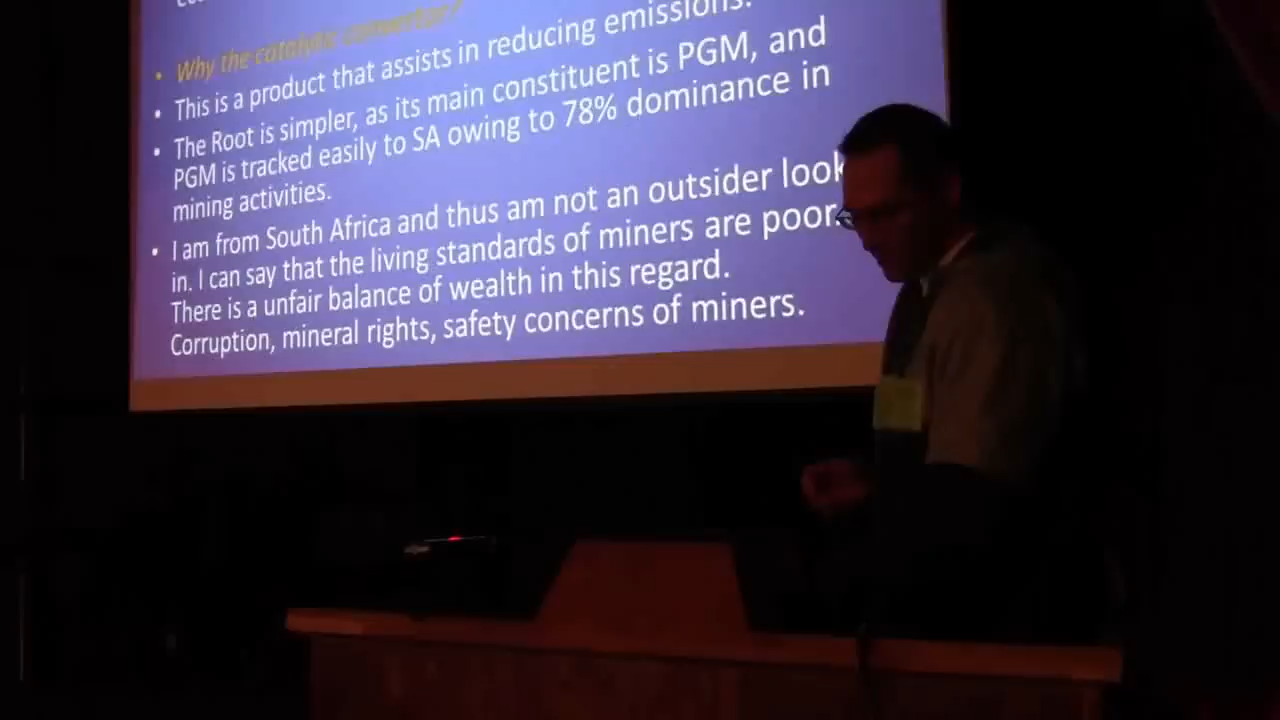 Why the catalytic convertor?
This is a product that assists in reducing emissions.
The Root is simpler, as its main constituent is PGM, and
PGM is tracked easily to SA owing to 78% dominance in
mining activities.
I am from South Africa and thus am not an outsider look
in. I can say that the living standards of miners are poor.
There is a unfair balance of wealth in this regard.
Corruption, mineral rights, safety concerns of miners.